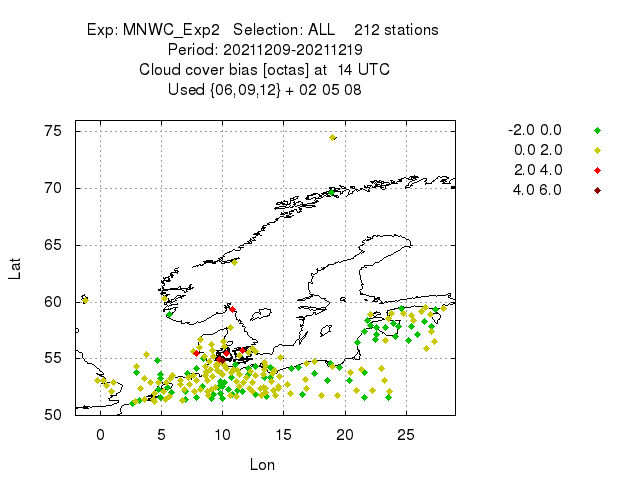 Exp: MNWC_Exp2 Selection: ALL 212 stations
Period: 20211209-20211219
Cloud cover bias [octas] at 14 UTC
Used {06,09,12} + 02 05 08
-2.0 0.0
0.0 2.0
2.0 4.0
4.0 6.0
75
70
65
60
55
50
Lat
0 5 10 15 20 25
Lon